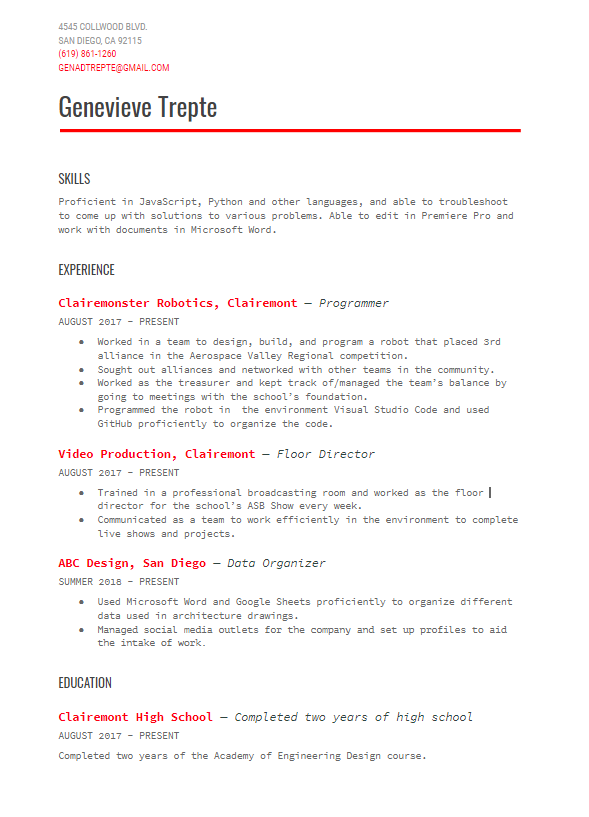 4545 COLLWOOD BLVD.
SAN DIEGO, CA 92115
(619) 861-1260
GENADTREPTE@GMAIL.COM
Genevieve Trepte
SKILLS
Proficient in JavaScript, Python and other languages, and able to troubleshoot
to come up with solutions to various problems. Able to edit in Premiere Pro and
work with documents in Microsoft Word.
EXPERIENCE
Clairemonster Robotics, Clairemont — Programmer
AUGUST 2017 - PRESENT
● Worked in a team to design, build, and program a robot that placed 3rd
alliance in the Aerospace Valley Regional competition.
● Sought out alliances and networked with other teams in the community.
● Worked as the treasurer and kept track of/managed the team's balance by
going to meetings with the school's foundation.
● Programmed the robot in  the environment Visual Studio Code and used
GitHub proficiently to organize the code.
Video Production, Clairemont — Floor Director
AUGUST 2017 - PRESENT
● Trained in a professional broadcasting room and worked as the floor
director for the school's ASB Show every week.
● Communicated as a team to work efficiently in the environment to complete
live shows and projects.
ABC Design, San Diego — Data Organizer
SUMMER 2018 - PRESENT
● Used Microsoft Word and Google Sheets proficiently to organize different
data used in architecture drawings.
● Managed social media outlets for the company and set up profiles to aid
the intake of work.
EDUCATION
Clairemont High School — Completed two years of high school
AUGUST 2017 - PRESENT
Completed two years of the Academy of Engineering Design course.